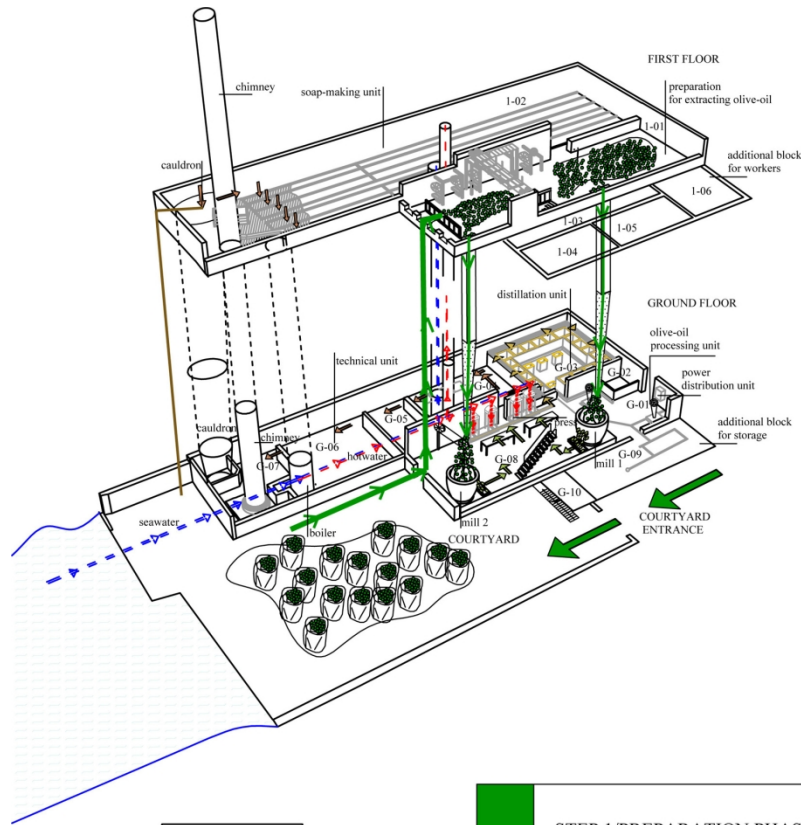 FIRST FLOOR
chimney
soap-making unit
1-02
preparation
for extracting olive-oil
1-01
cauldron
additional block
for workers
1-06
1-03
1-05
1-04
distillation unit
GROUND FLOOR
olive-oil
processing unit
technical unit
G-03
G-02
power
distribution unit
G-05
G-01
cauldron
chimney
G-06
press
additional block
for storage
G-07
hotwater
G-08
mill 1
G-09
G-10
seawater
boiler
mill 2
COURTYARD
COURTYARD
ENTRANCE